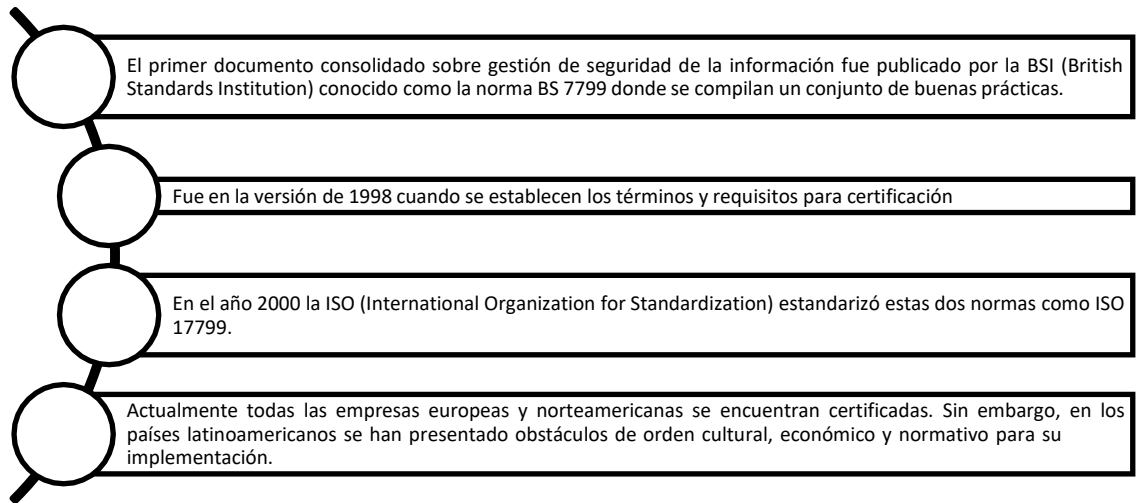 El primer documento consolidado sobre gestión de seguridad de la información fue publicado por la BSI (British
Standards Institution) conocido como la norma BS 7799 donde se compilan un conjunto de buenas prácticas.
Fue en la versión de 1998 cuando se establecen los términos y requisitos para certificación
En el año 2000 la ISO (International Organization for Standardization) estandarizó estas dos normas como ISO
17799.
Actualmente todas las empresas europeas y norteamericanas se encuentran certificadas. Sin embargo, en los
países latinoamericanos se han presentado obstáculos de orden cultural, económico y normativo para su
implementación.